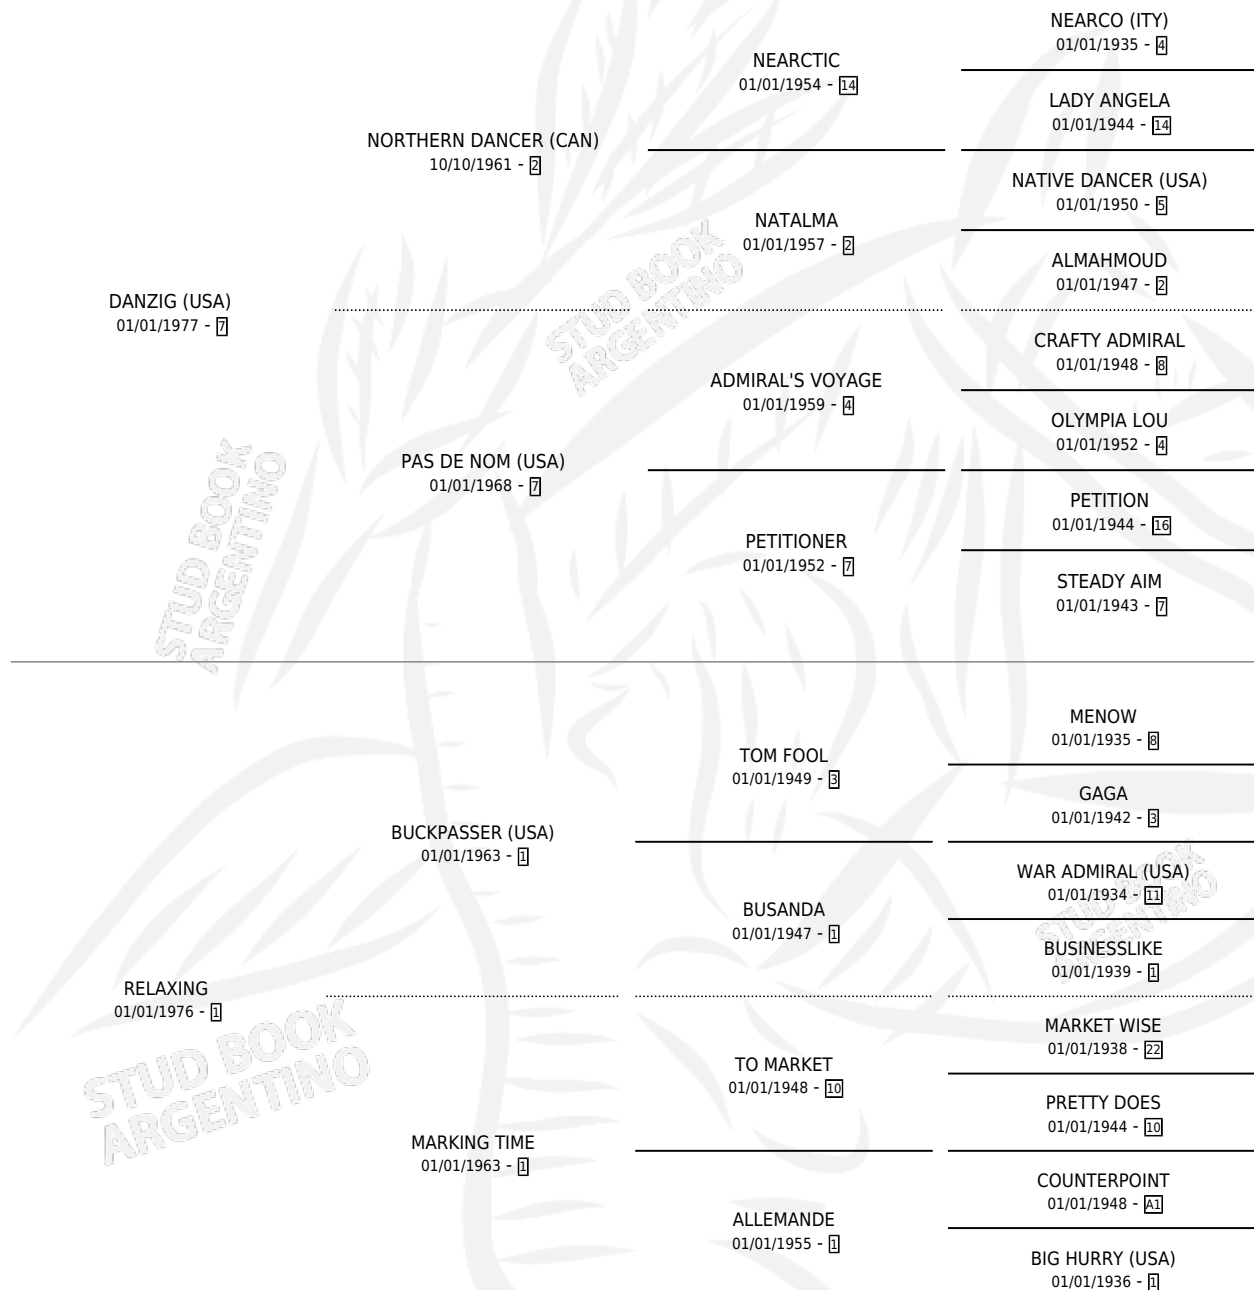 NEARCO (ITY)
01/01/1935 - 4
NEARCTIC
01/01/1954 - 14
LADY ANGELA
01/01/1944 - 14
NORTHERN DANCER (CAN)
10/10/1961 - 2
NATIVE DANCER (USA)
01/01/1950 - 5
NATALMA
01/01/1957 - 2
ALMAHMOUD
01/01/1947 - 2
DANZIG (USA)
01/01/1977 - 7
STUD BOOK
ARGENTINO
CRAFTY ADMIRAL
01/01/1948 - 8
ADMIRAL'S VOYAGE
01/01/1959 - 4
OLYMPIA LOU
01/01/1952 - 4
PAS DE NOM (USA)
01/01/1968 - 7
PETITION
01/01/1944 - 16
PETITIONER
01/01/1952 - 7
STEADY AIM
01/01/1943 - 7
STUD BOOK
ARGENTINO
MENOW
01/01/1935 - 8
TOM FOOL
01/01/1949 - 3
GAGA
01/01/1942 - 3
BUCKPASSER (USA)
01/01/1963 - 1
WAR ADMIRAL (USA)
01/01/1934 - 11
STUD BOOK
ARGENTINO
BUSANDA
01/01/1947 - 1
BUSINESSLIKE
01/01/1939 - 1
RELAXING
01/01/1976 - 1
STUD BOOK
ARGENTINO
MARKET WISE
01/01/1938 - 22
TO MARKET
01/01/1948 - 10
PRETTY DOES
01/01/1944 - 10
MARKING TIME
01/01/1963 - 1
COUNTERPOINT
01/01/1948 - A1
ALLEMANDE
01/01/1955 - 1
BIG HURRY (USA)
01/01/1936 - 1